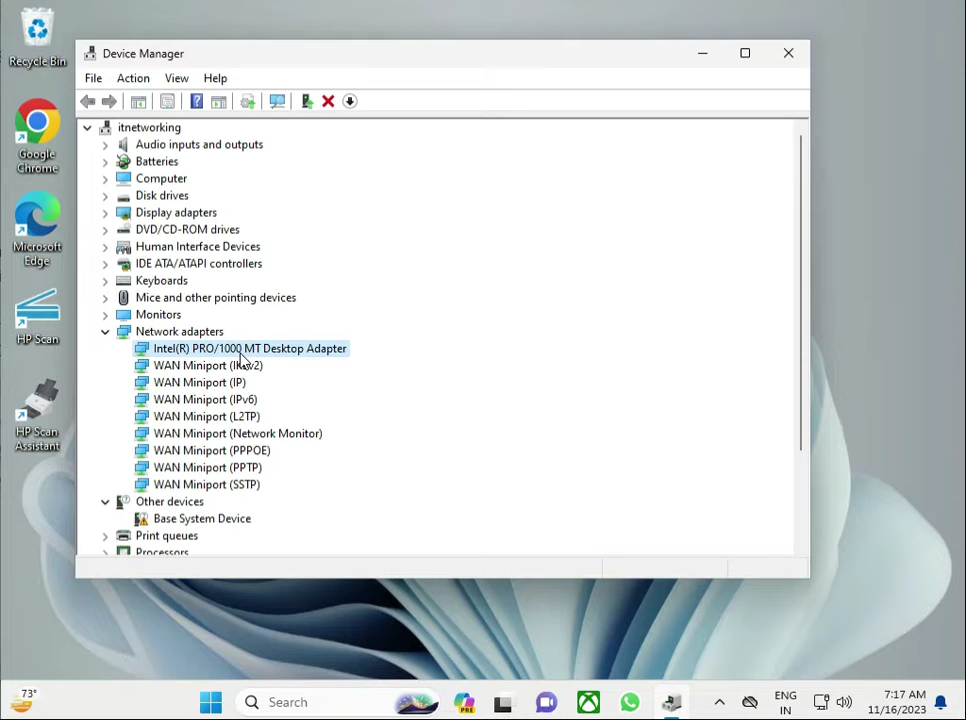 Recycle Bin
Google
Chrome
Microsoft
Edge
HP Scan
HP Scan
Assistant
Device Manager
File Action View Help
itnetworking
Audio inputs and outputs
Batteries
Computer
Disk drives
Display adapters
DVD/CD-ROM drives
Human Interface Devices
IDE ATA/ATAPI controllers
Keyboards
Mice and other pointing devices
Monitors
Network adapters
Intel(R) PRO/1000 MT Desktop Adapter
WAN Miniport (IKEv2)
WAN Miniport (IP)
WAN Miniport (IPv6)
WAN Miniport (L2TP)
WAN Miniport (Network Monitor)
WAN Miniport (PPPOE)
WAN Miniport (PPTP)
WAN Miniport (SSTP)
Other devices
Base System Device
Print queues
Processors
73°
Search
PRE
ENG
IN
7:17 AM
11/16/2023